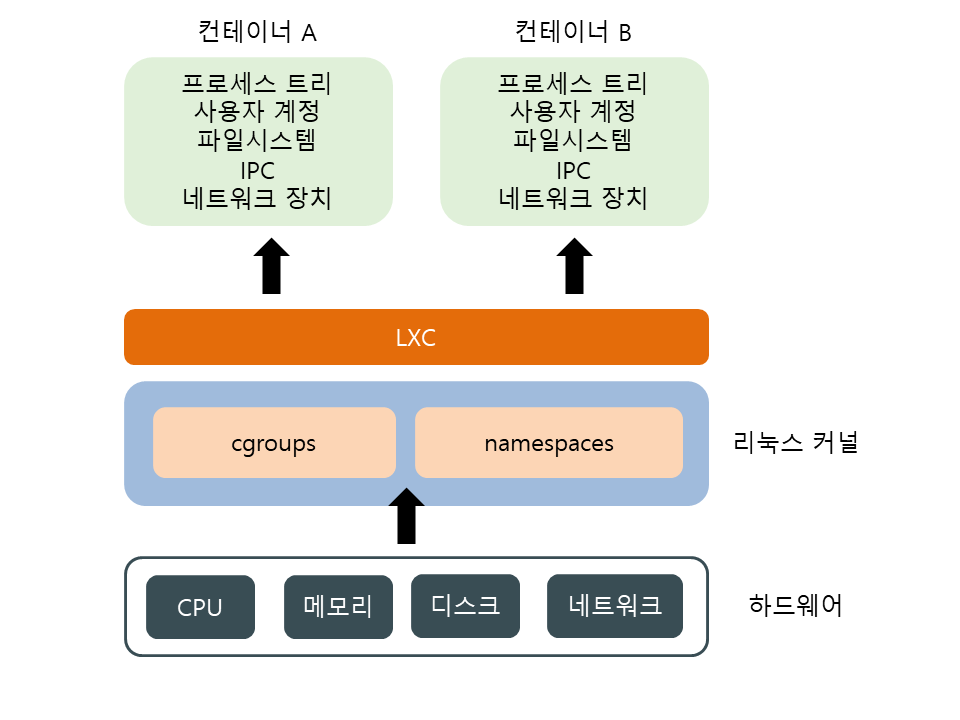 컨테이너 A
컨테이너 B
프로세스 트리
사용자 계정
파일시스템
IPC
네트워크 장치
프로세스 트리
사용자 계정
파일시스템
IPC
네트워크 장치
LXC
cgroups
namespaces
리눅스 커널
CPU
메모리
디스크
네트워크
하드웨어